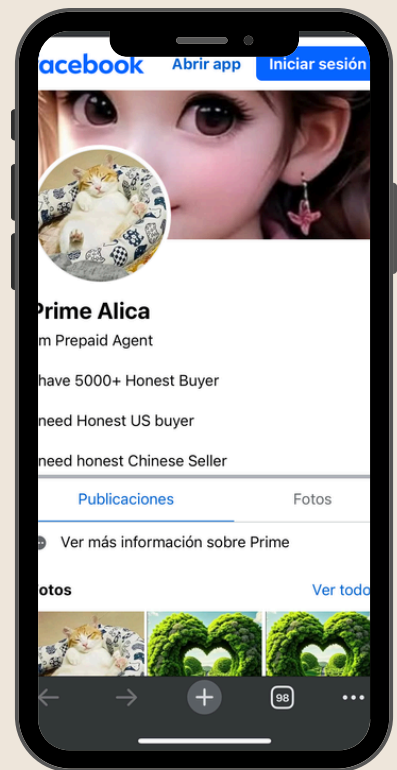 acebook
Abrir app
Iniciar sesión
Prime Alica
m Prepaid Agent
have 5000+ Honest Buyer
need Honest US buyer
need honest Chinese Seller
Publicaciones
Fotos
Ver más información sobre Prime
otos
Ver todo
98